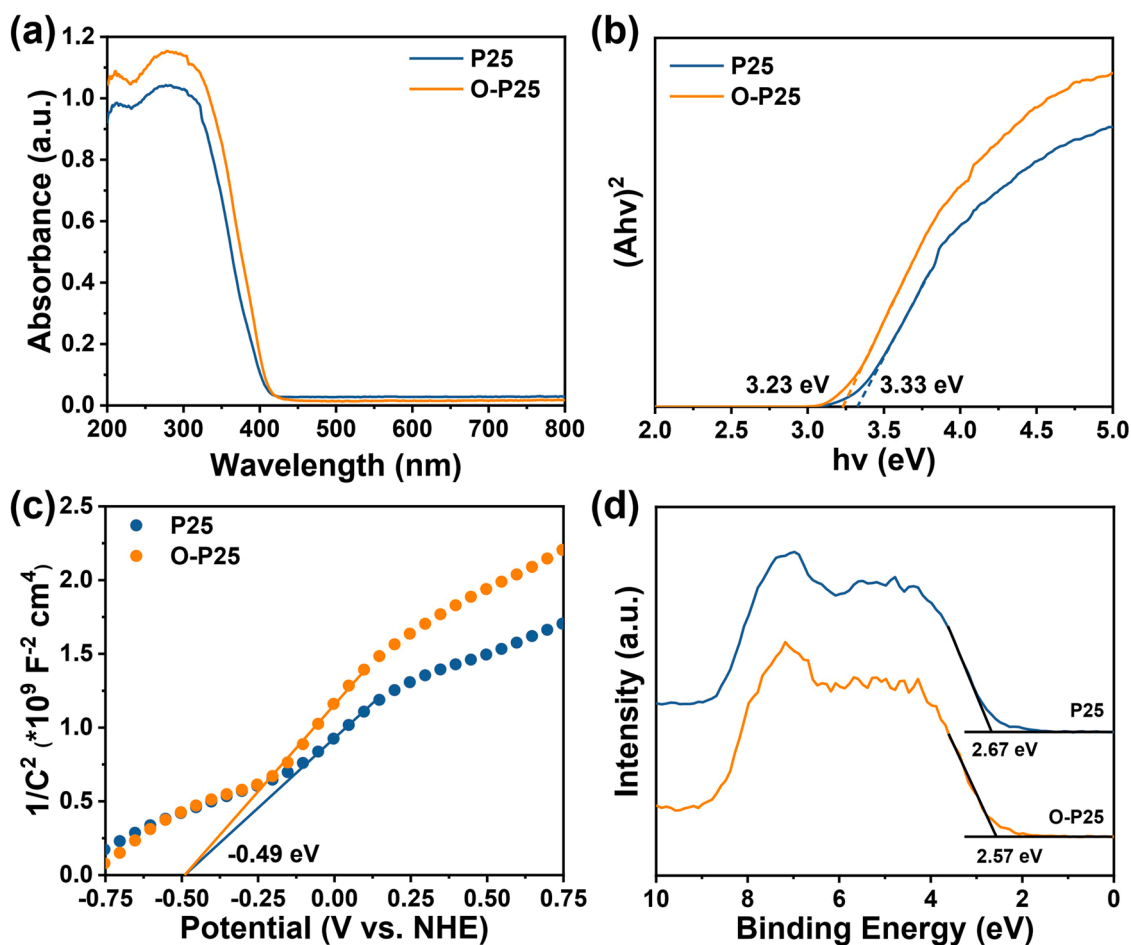 (a)
1.2
1.0
0.8
0.6
0.4
0.2
0.0
Absorbance (a.u.)
P25
O-P25
200 300 400 500 600 700 800
Wavelength (nm)
(b)
(Ahv)²
P25
O-P25
3.23 eV
3.33 eV
2.0 2.5 3.0 3.5 4.0 4.5 5.0
hv (eV)
(c)
2.5
2.0
1.5
1.0
0.5
0.0
1/C² (*10⁹ F⁻² cm⁴)
P25
O-P25
-0.49 eV
-0.75 -0.50 -0.25 0.00 0.25 0.50 0.75
Potential (V vs. NHE)
(d)
Intensity (a.u.)
P25
2.67 eV
O-P25
2.57 eV
10 8 6 4 2 0
Binding Energy (eV)